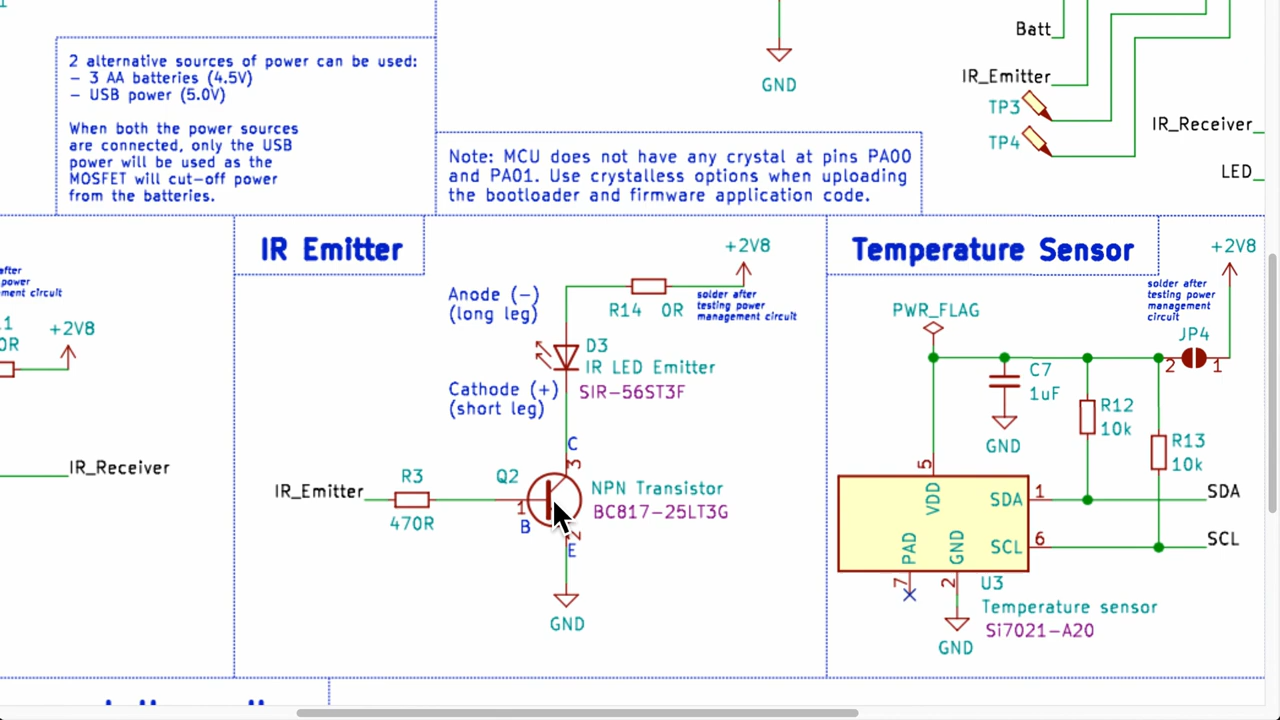 2 alternative sources of power can be used:
- 3 AA batteries (4.5V)
- USB power (5.0V)
When both the power sources
are connected, only the USB
power will be used as the
MOSFET will cut-off power
from the batteries.
GND
Note: MCU does not have any crystal at pins PA00
and PA01. Use crystalless options when uploading
the bootloader and firmware application code.
Batt
IR_Emitter
TP3
TP4
IR_Receiver
LED
after
power
ment circuit
+2V8
IR_Receiver
IR Emitter
+2V8
Anode (-)
(long leg)
R14 0R
solder after
testing power
management circuit
D3
IR LED Emitter
SIR-56ST3F
Cathode (+)
(short leg)
C
3
IR_Emitter
R3
470R
Q2
1
B
NPN Transistor
BC817-25LT3G
2
E
GND
Temperature Sensor
+2V8
solder after
testing power
management
circuit
PWR_FLAG
JP4
2 1
C7
1uF
GND
R12
10k
R13
10k
5
VDD
SDA 1
SDA
SCL 6
SCL
PAD
GND
7
2
U3
Temperature sensor
Si7021-A20
GND